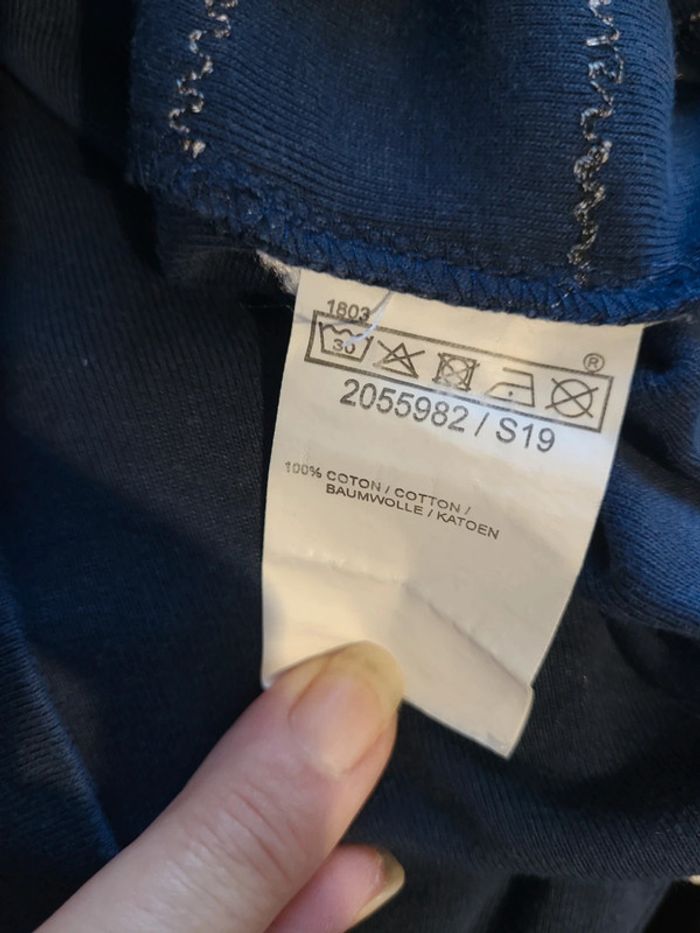 1803
30
®
2055982 / S19
100% COTON / COTTON /
BAUMWOLLE / KATOEN